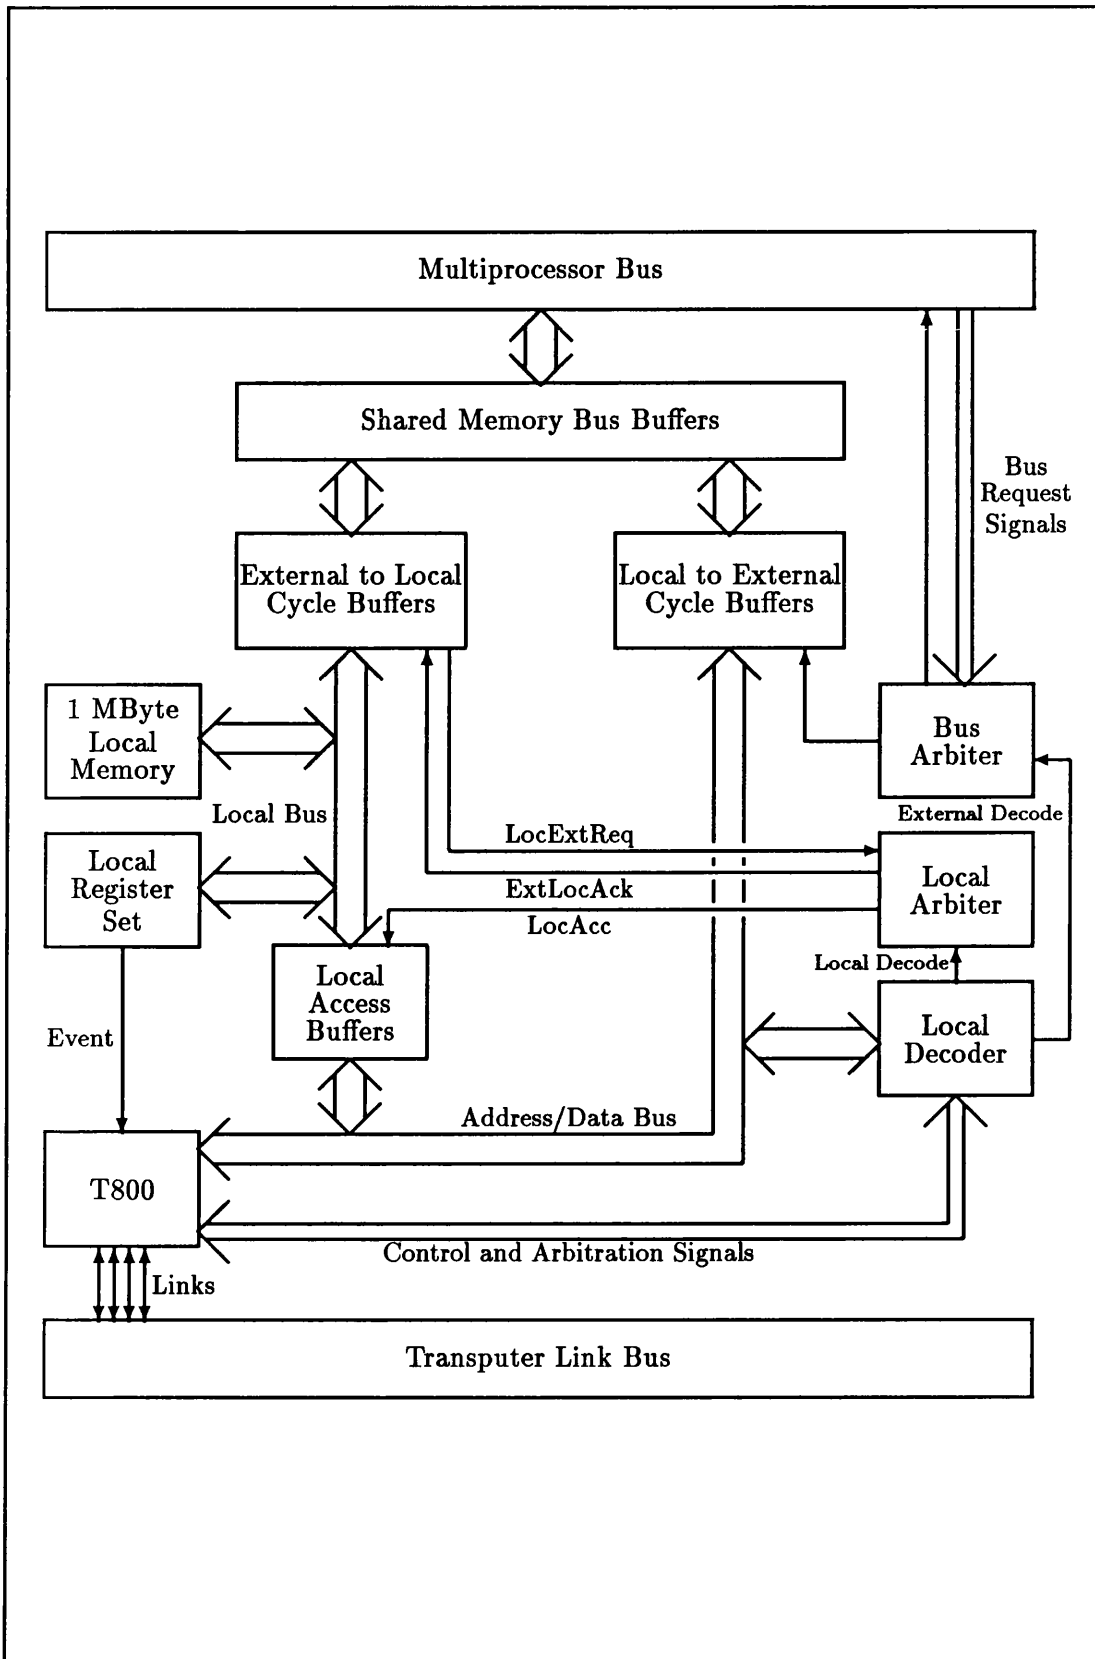 Multiprocessor Bus
Shared Memory Bus Buffers
Bus
Request
Signals
External to Local
Cycle Buffers
Local to External
Cycle Buffers
1 MByte
Local
Memory
Bus
Arbiter
Local Bus
External Decode
LocExtReq
Local
Register
Set
ExtLocAck
Local
Arbiter
LocAcc
Local Decode
Local
Access
Buffers
Local
Decoder
Event
Address/Data Bus
T800
Control and Arbitration Signals
Links
Transputer Link Bus